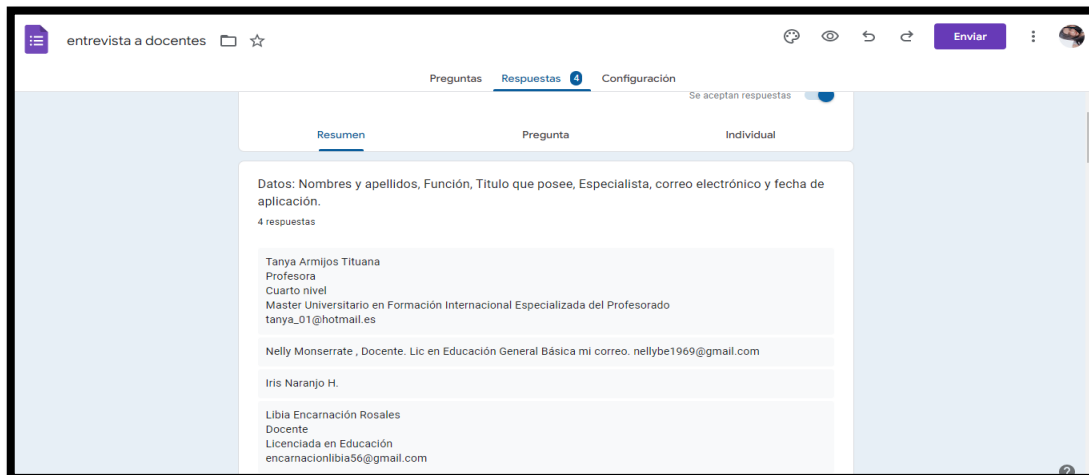 entrevista a docentes
Enviar
Preguntas Respuestas 4 Configuración
Se aceptan respuestas
Resumen Pregunta Individual
Datos: Nombres y apellidos, Función, Titulo que posee, Especialista, correo electrónico y fecha de
aplicación.
4 respuestas
Tanya Armijos Tituana
Profesora
Cuarto nivel
Master Universitario en Formación Internacional Especializada del Profesorado
tanya_01@hotmail.es
Nelly Monserrate , Docente. Lic en Educación General Básica mi correo. nellybe1969@gmail.com
Iris Naranjo H.
Libia Encarnación Rosales
Docente
Licenciada en Educación
encarnacionlibia56@gmail.com